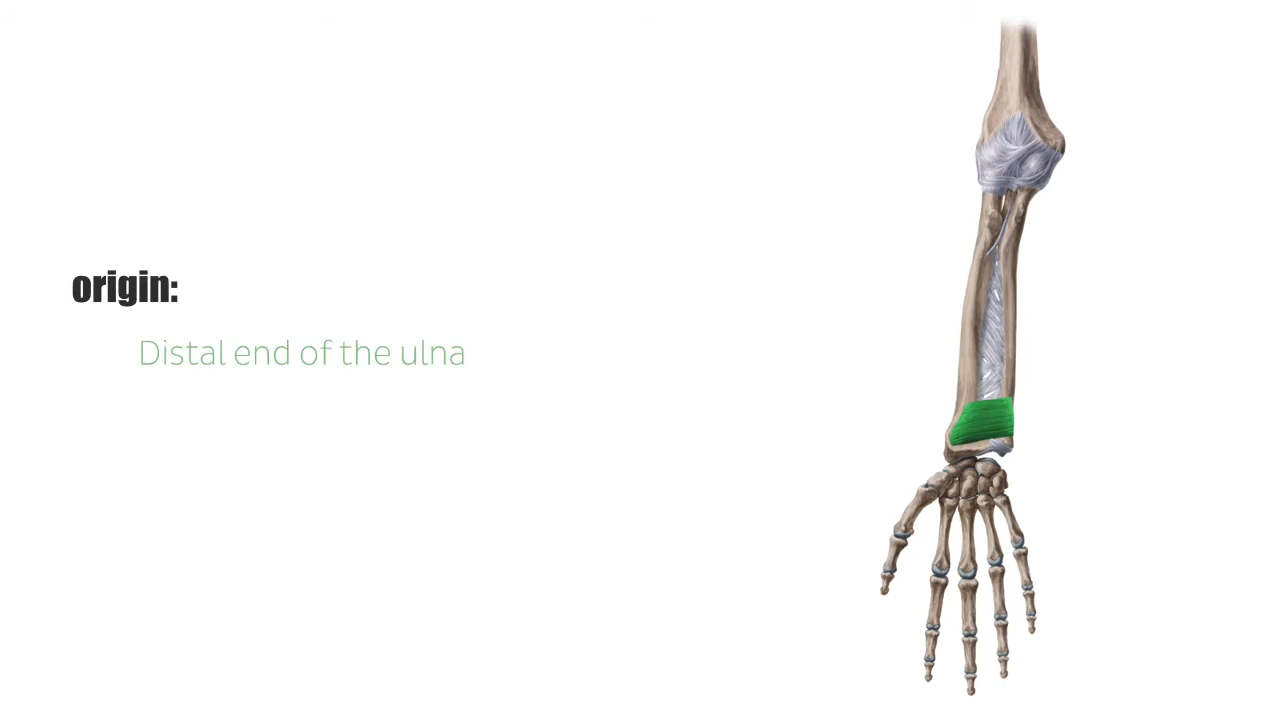 origin:
Distal end of the ulna